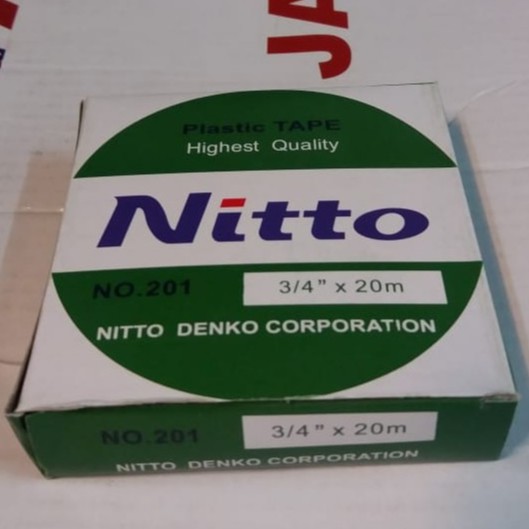 JA
Plastic TAPE
Highest Quality
Nitto
NO.201 3/4" x 20m
NITTO DENKO CORPORATION
NO.201 3/4" x 20m
NITTO DENKO CORPORATION